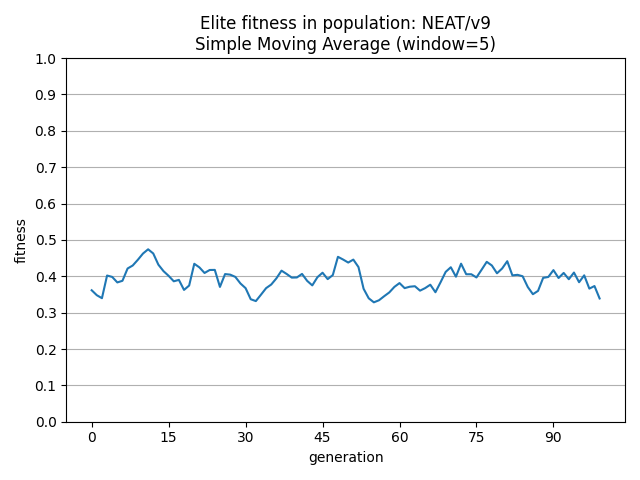 Elite fitness in population: NEAT/v9
Simple Moving Average (window=5)
1.0
0.9
0.8
0.7
0.6
0.5
0.4
0.3
0.2
0.1
0.0
fitness
0 15 30 45 60 75 90
generation